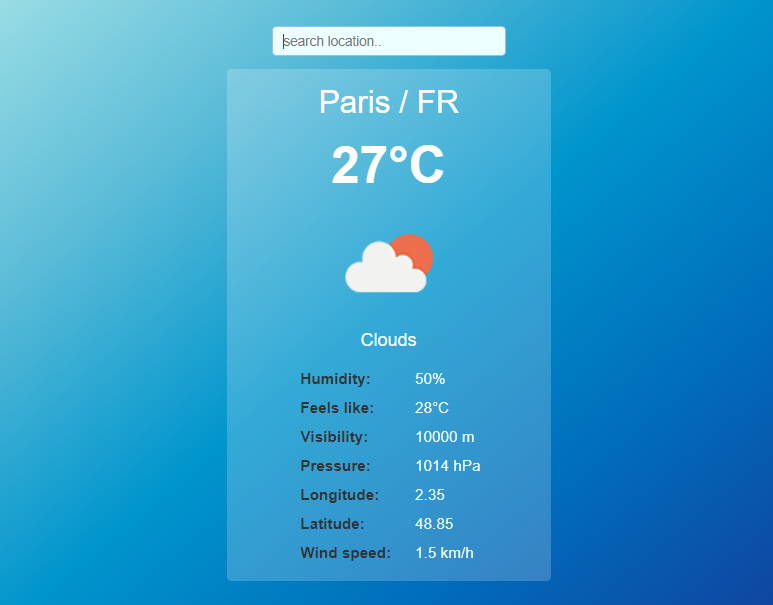 search location..
Paris / FR
27°C
Clouds
Humidity: 50%
Feels like: 28°C
Visibility: 10000 m
Pressure: 1014 hPa
Longitude: 2.35
Latitude: 48.85
Wind speed: 1.5 km/h